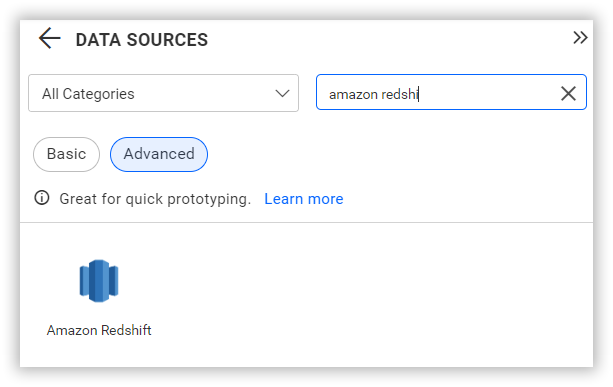 DATA SOURCES
All Categories
amazon redshi
Basic
Advanced
Great for quick prototyping. Learn more
Amazon Redshift